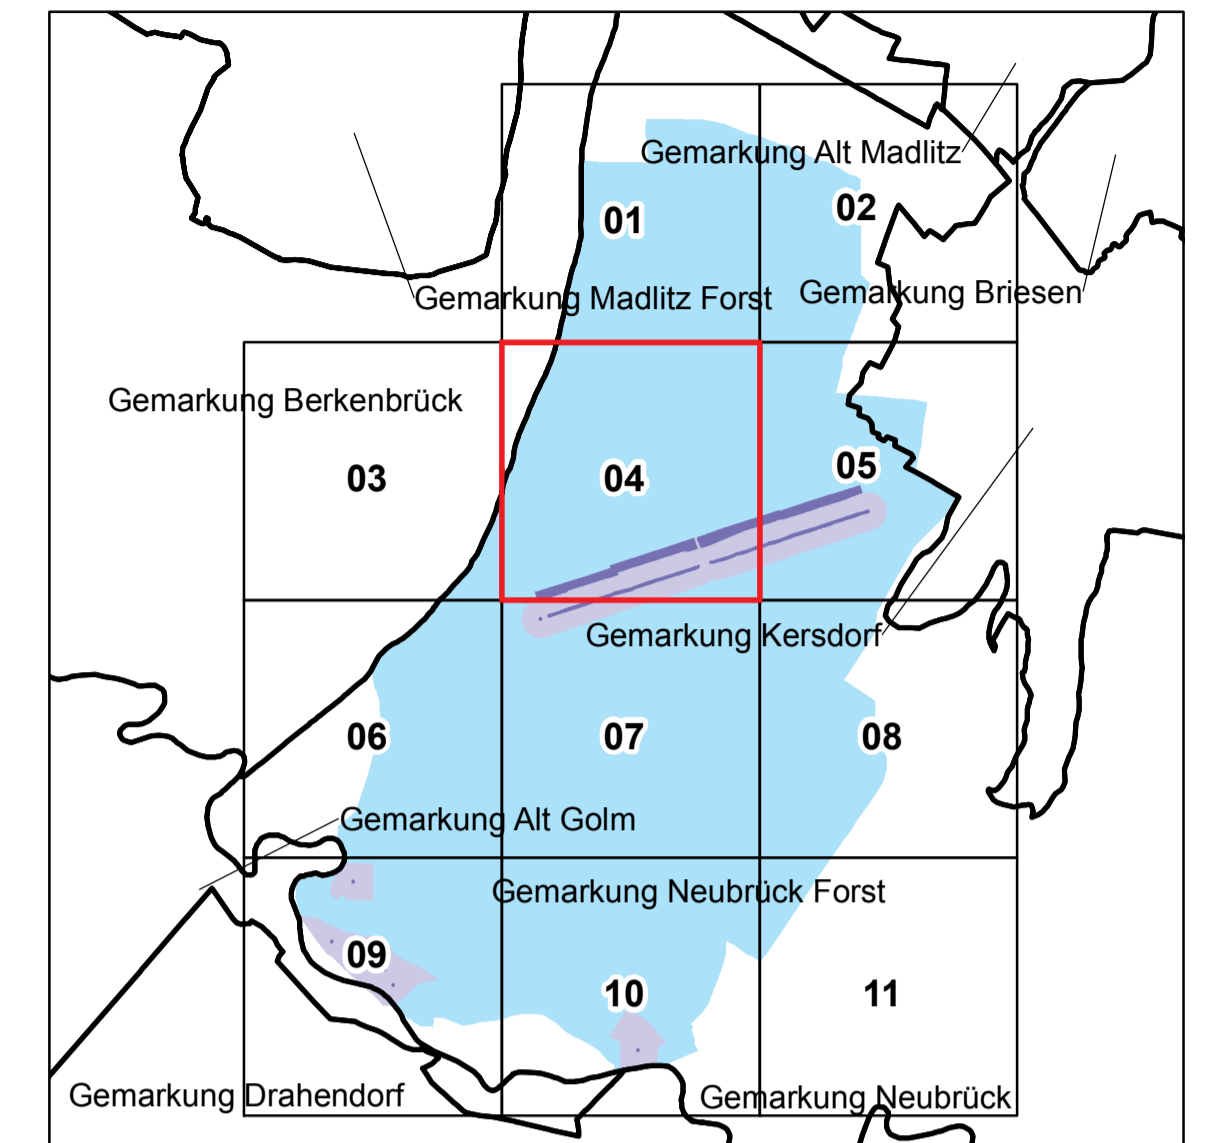 Gemarkung Alt Madlitz
01
02
Gemarkung Madlitz Forst
Gemarkung Briesen
Gemarkung Berkenbrück
03
04
05
Gemarkung Kersdorf
06
07
08
Gemarkung Alt Golm
Gemarkung Neubrück Forst
09
10
11
Gemarkung Drahendorf
Gemarkung Neubrück